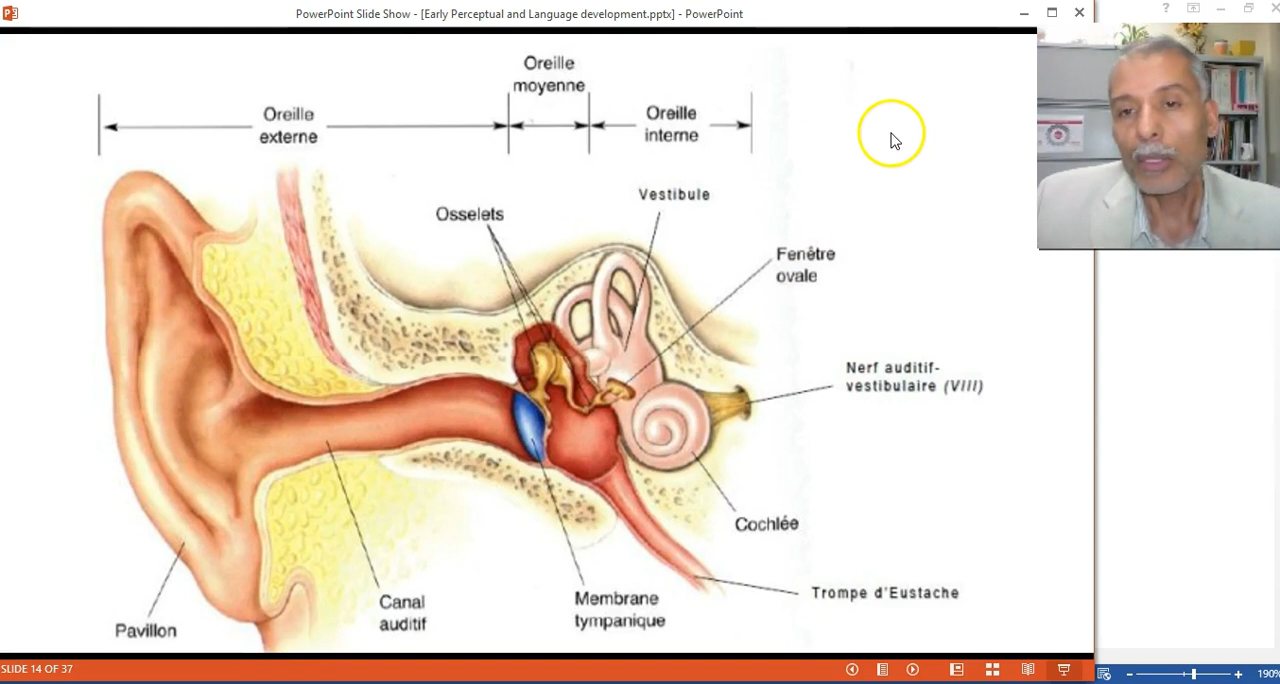 PowerPoint Slide Show - [Early Perceptual and Language development.pptx] - PowerPoint
?
Oreille
moyenne
Oreille
externe
Oreille
interne
Vestibule
Osselets
Fenêtre
ovale
Nerf auditif-
vestibulaire (VIII)
Cochlée
Trompe d'Eustache
Membrane
tympanique
Canal
auditif
Pavillon
SLIDE 14 OF 37
190%